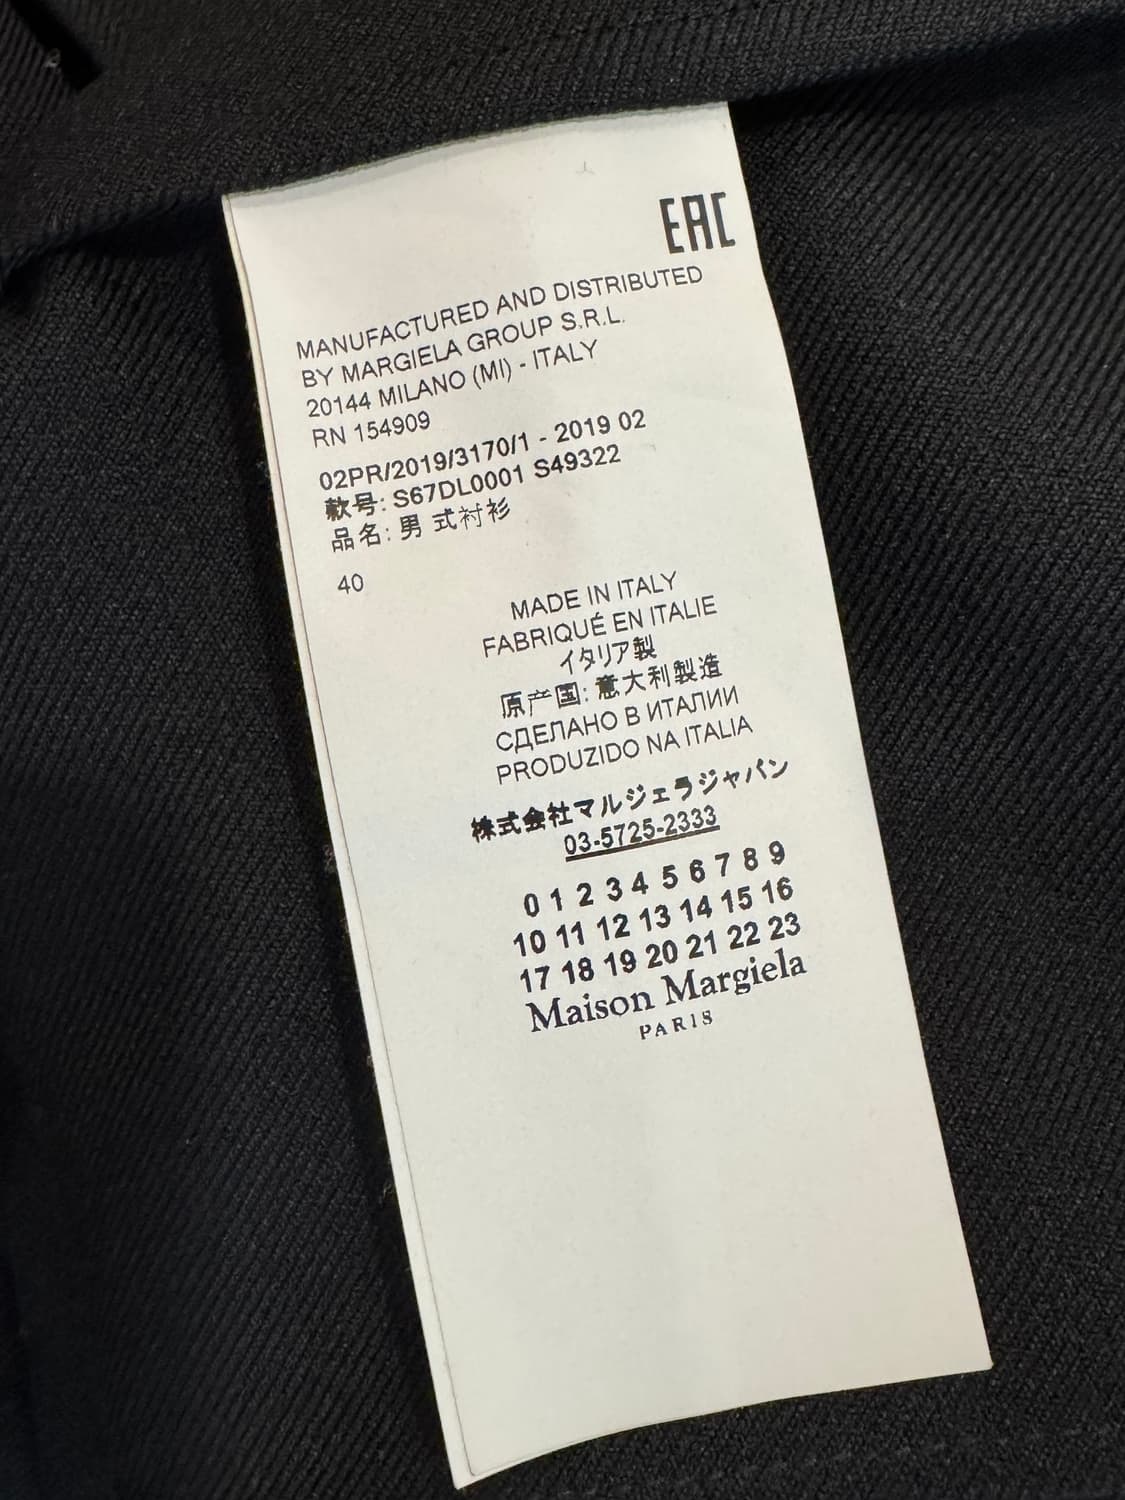 EAC
MANUFACTURED AND DISTRIBUTED
BY MARGIELA GROUP S.R.L.
20144 MILANO (MI) - ITALY
RN 154909
02PR/2019/3170/1 - 2019 02
款号: S67DL0001 S49322
品名: 男 式衬衫
40
MADE IN ITALY
FABRIQUÉ EN ITALIE
イタリア製
原产国: 意大利製造
СДЕЛАНО В ИТАЛИИ
PRODUZIDO NA ITALIA
株式会社マルジェラジャパン
03-5725-2333
0 1 2 3 4 5 6 7 8 9
10 11 12 13 14 15 16
17 18 19 20 21 22 23
Maison Margiela
PARIS